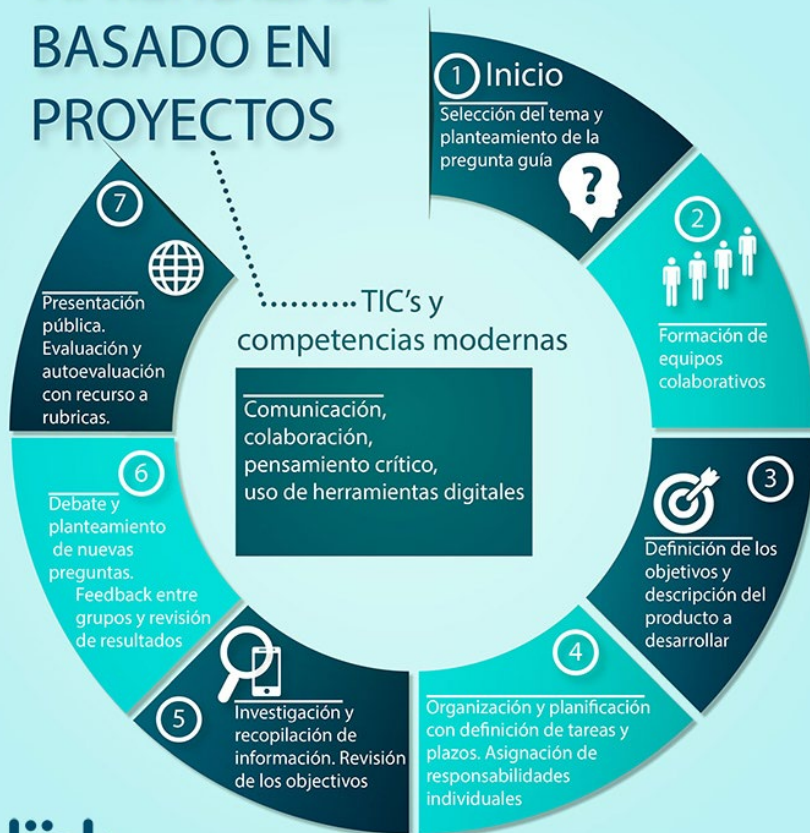 BASADO EN
PROYECTOS
1 Inicio
Selección del tema y
planteamiento de la
pregunta guía
?
2
Formación de
equipos
colaborativos
3
Definición de los
objetivos y
descripción del
producto a
desarrollar
4
Organización y planificación
con definición de tareas y
plazos. Asignación de
responsabilidades
individuales
5
Investigación y
recopilación de
información. Revisión
de los objetivos
6
Debate y
planteamiento
de nuevas
preguntas.
Feedback entre
grupos y revisión
de resultados
7
Presentación
pública.
Evaluación y
autoevaluación
con recurso a
rubricas.
TIC's y
competencias modernas
Comunicación,
colaboración,
pensamiento crítico,
uso de herramientas digitales